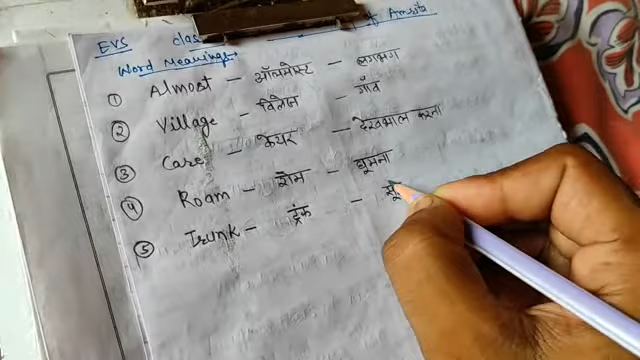 EVS Class * Amrita
Word Meanings
① Almost - ऑलमोस्ट - लगभग
② Village - विलेज - गाँव
③ Care - केयर - देखभाल करना
④ Roam - रोम - घूमना
⑤ Trunk - ट्रंक - सूँ